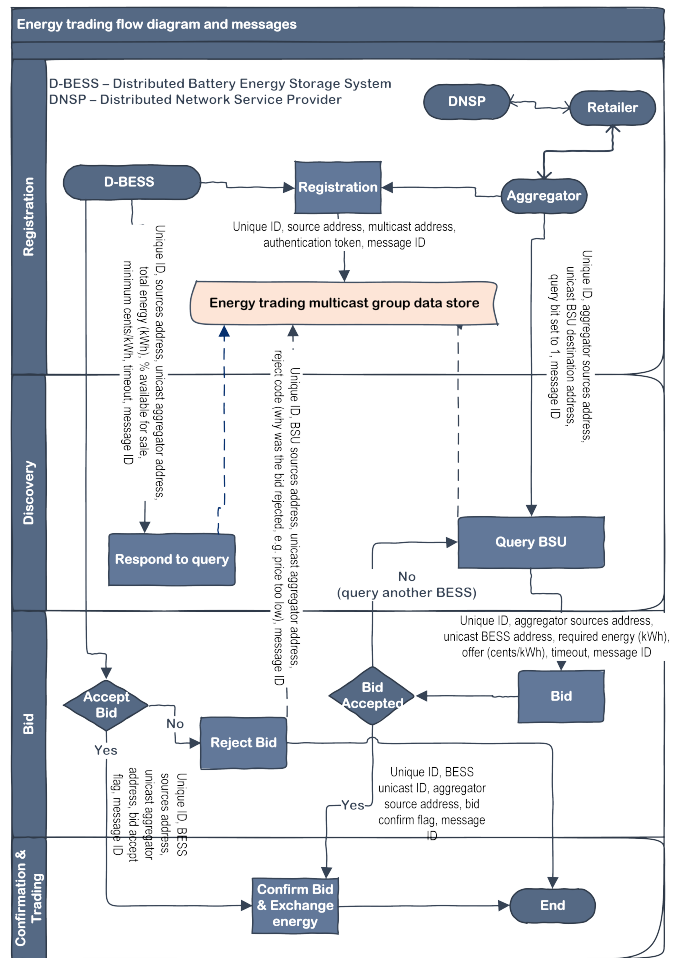 Energy trading flow diagram and messages
Registration
D-BESS – Distributed Battery Energy Storage System
DNSP – Distributed Network Service Provider
DNSP
Retailer
D-BESS
Registration
Aggregator
Unique ID, source address, multicast address,
authentication token, message ID
Energy trading multicast group data store
Unique ID, sources address, unicast aggregator address,
total energy (kWh), % available for sale,
minimum cents/kWh, timeout, message ID
Unique ID, aggregator sources address,
unicast BSU destination address,
query bit set to 1, message ID
Unique ID, BSU sources address, unicast aggregator address,
reject code (why was the bid rejected, e.g. price too low), message ID
Discovery
Respond to query
Query BSU
No
(query another BESS)
Bid
Unique ID, aggregator sources address,
unicast BESS address, required energy (kWh),
offer (cents/kWh), timeout, message ID
Accept
Bid
No
Yes
Reject Bid
Bid
Accepted
Bid
Unique ID, BESS
sources address,
unicast aggregator
address, bid accept
flag, message ID
Unique ID, BESS
unicast ID, aggregator
source address, bid
confirm flag, message
ID
Yes
Confirmation &
Trading
Confirm Bid
& Exchange
energy
End